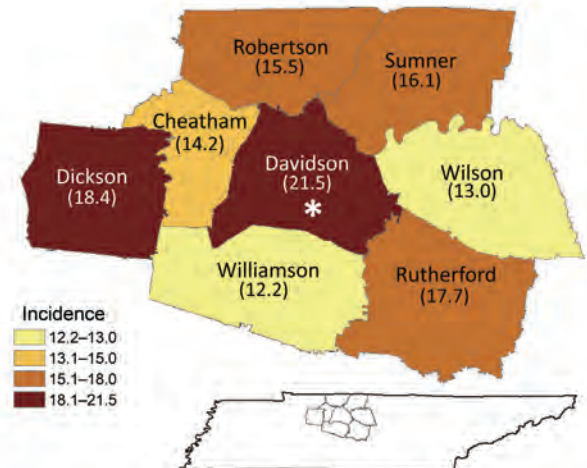 Robertson
(15.5)
Sumner
(16.1)
Cheatham
(14.2)
Dickson
(18.4)
Davidson
(21.5)
*
Wilson
(13.0)
Williamson
(12.2)
Rutherford
(17.7)
Incidence
12.2–13.0
13.1–15.0
15.1–18.0
18.1–21.5